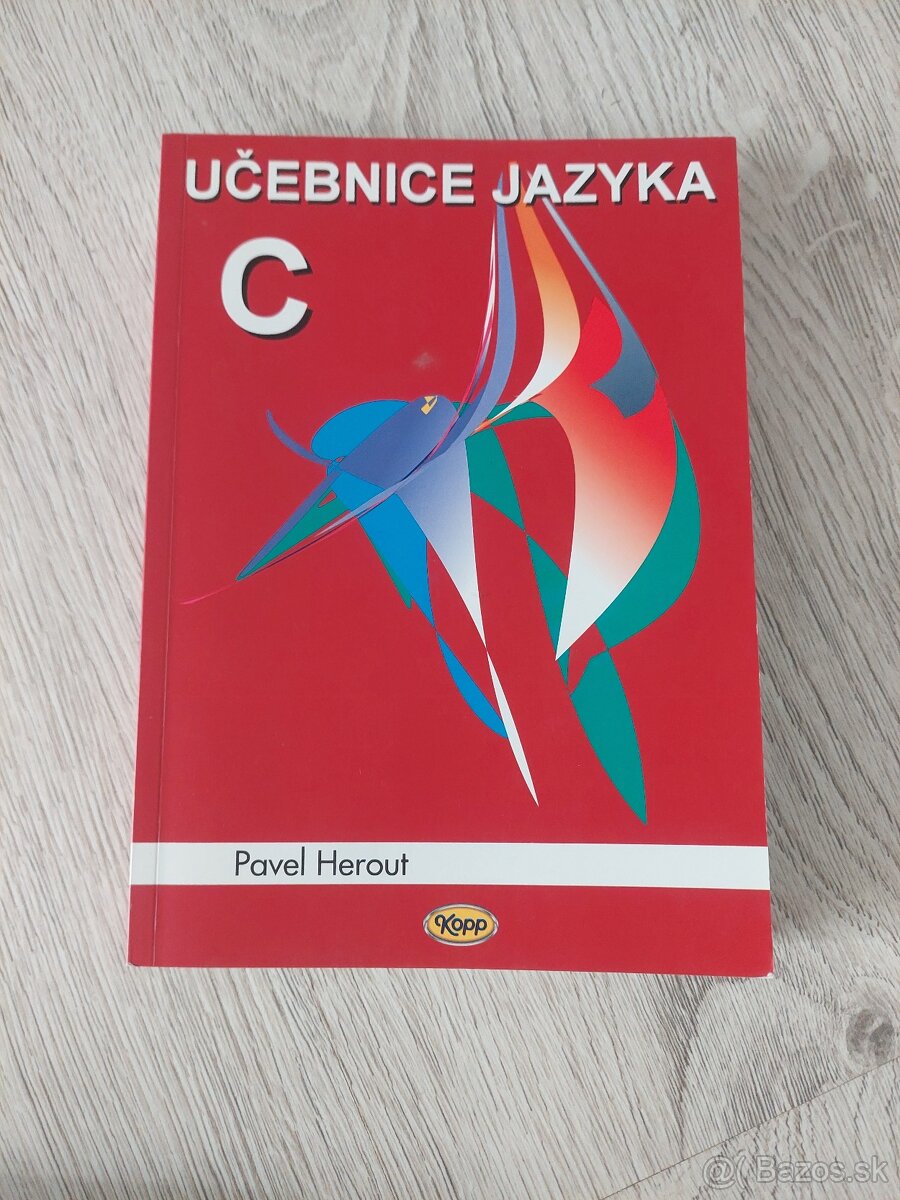 UČEBNICE JAZYKA
C
Pavel Herout
Kopp
@( Bazos.sk